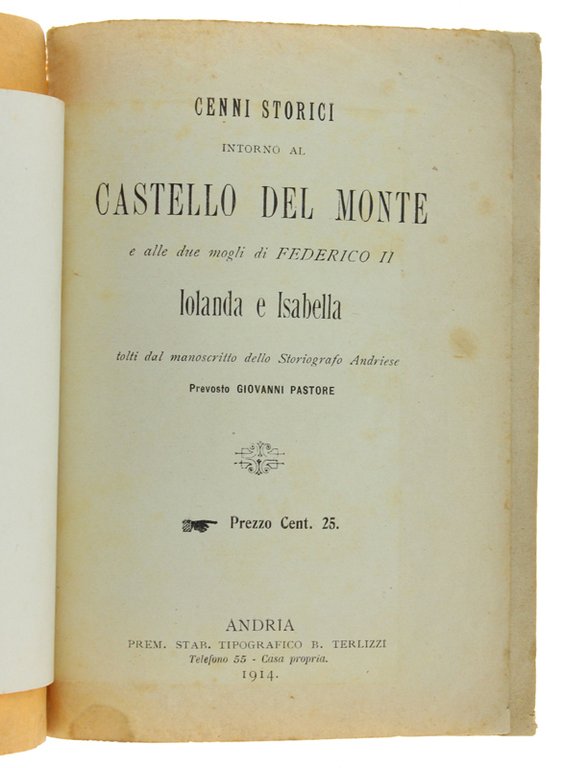 CENNI STORICI
INTORNO AL
CASTELLO DEL MONTE
e alle due mogli di FEDERICO II
Iolanda e Isabella
tolti dal manoscritto dello Storiografo Andriese
Prevosto GIOVANNI PASTORE
Prezzo Cent. 25.
ANDRIA
PREM. STAB. TIPOGRAFICO B. TERLIZZI
Telefono 55 - Casa propria.
1914.